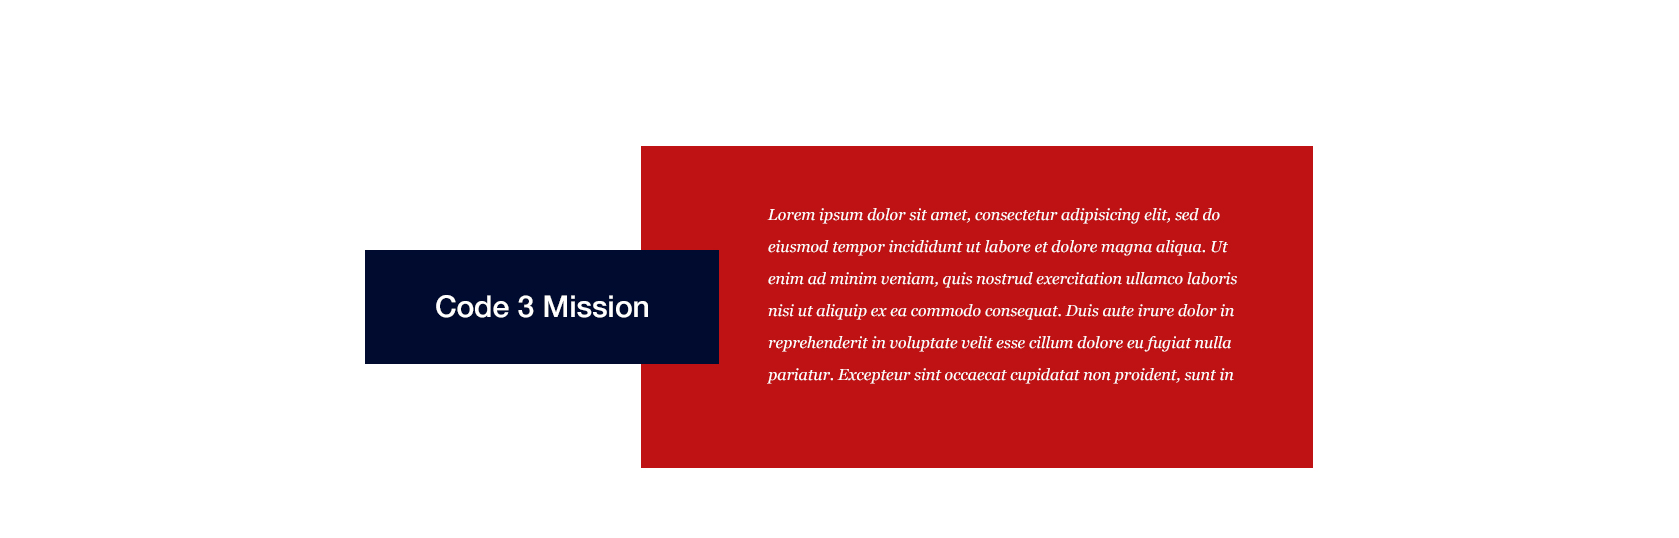 Code 3 Mission
Lorem ipsum dolor sit amet, consectetur adipisicing elit, sed do
eiusmod tempor incididunt ut labore et dolore magna aliqua. Ut
enim ad minim veniam, quis nostrud exercitation ullamco laboris
nisi ut aliquip ex ea commodo consequat. Duis aute irure dolor in
reprehenderit in voluptate velit esse cillum dolore eu fugiat nulla
pariatur. Excepteur sint occaecat cupidatat non proident, sunt in